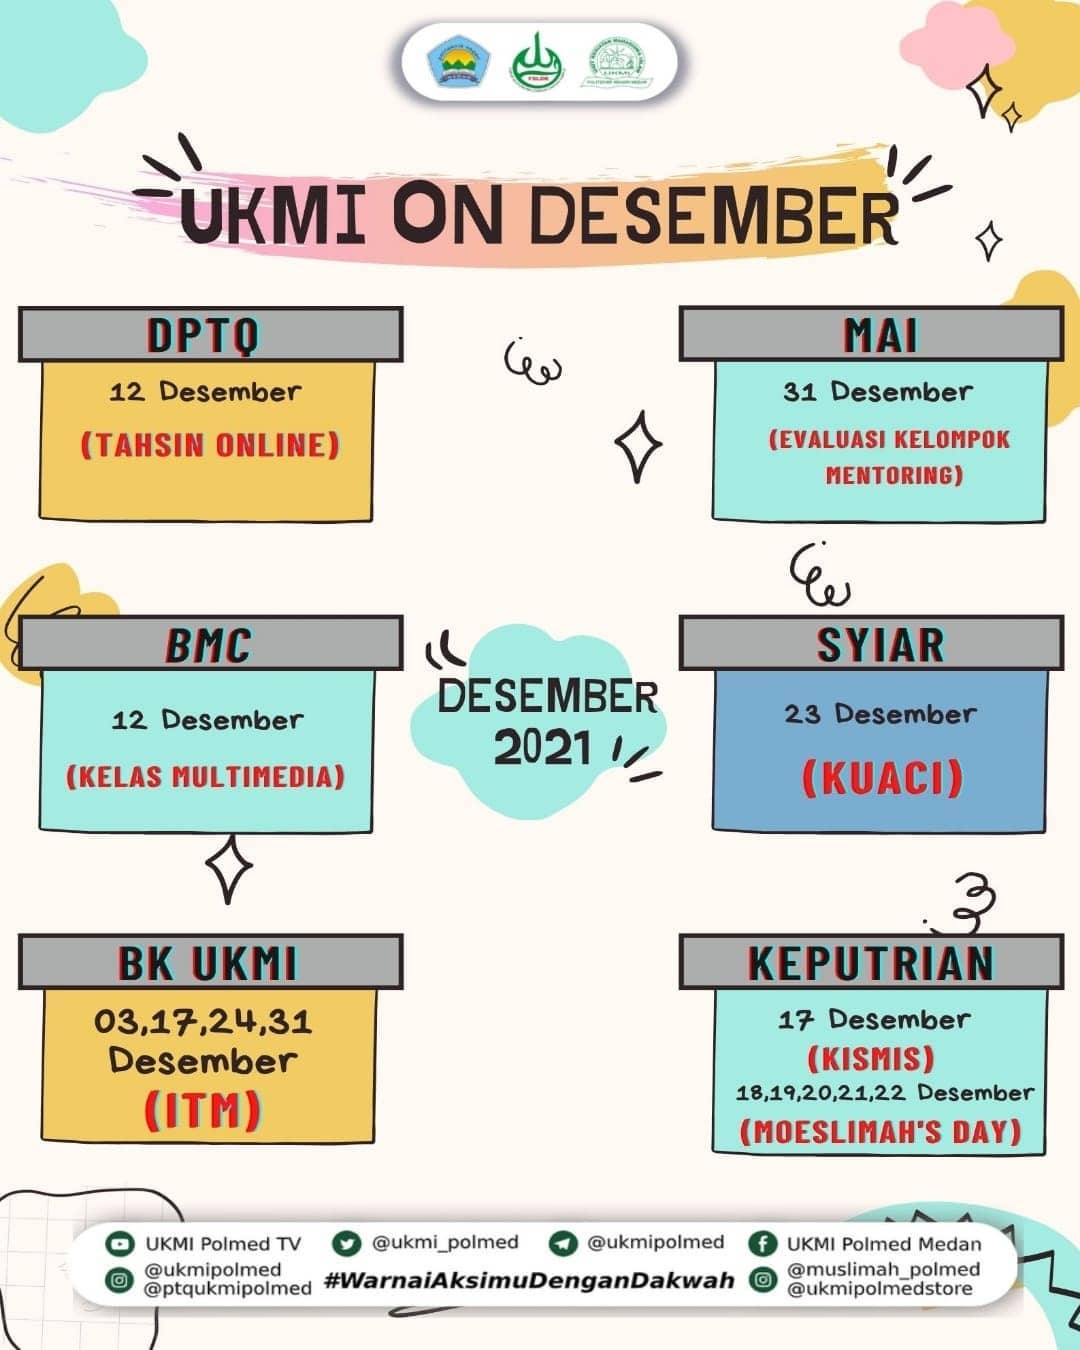 UKMI ON DESEMBER
DPTQ
12 Desember
(TAHSIN ONLINE)
MAI
31 Desember
(EVALUASI KELOMPOK
MENTORING)
BMC
12 Desember
(KELAS MULTIMEDIA)
DESEMBER
2021
SYIAR
23 Desember
(KUACI)
BK UKMI
03,17,24,31
Desember
(ITM)
KEPUTRIAN
17 Desember
(KISMIS)
18,19,20,21,22 Desember
(MOESLIMAH'S DAY)
UKMI Polmed TV
@ukmi_polmed
@ukmipolmed
UKMI Polmed Medan
@ukmipolmed
@ptqukmipolmed
#WarnaiAksimuDenganDakwah
@muslimah_polmed
@ukmipolmedstore